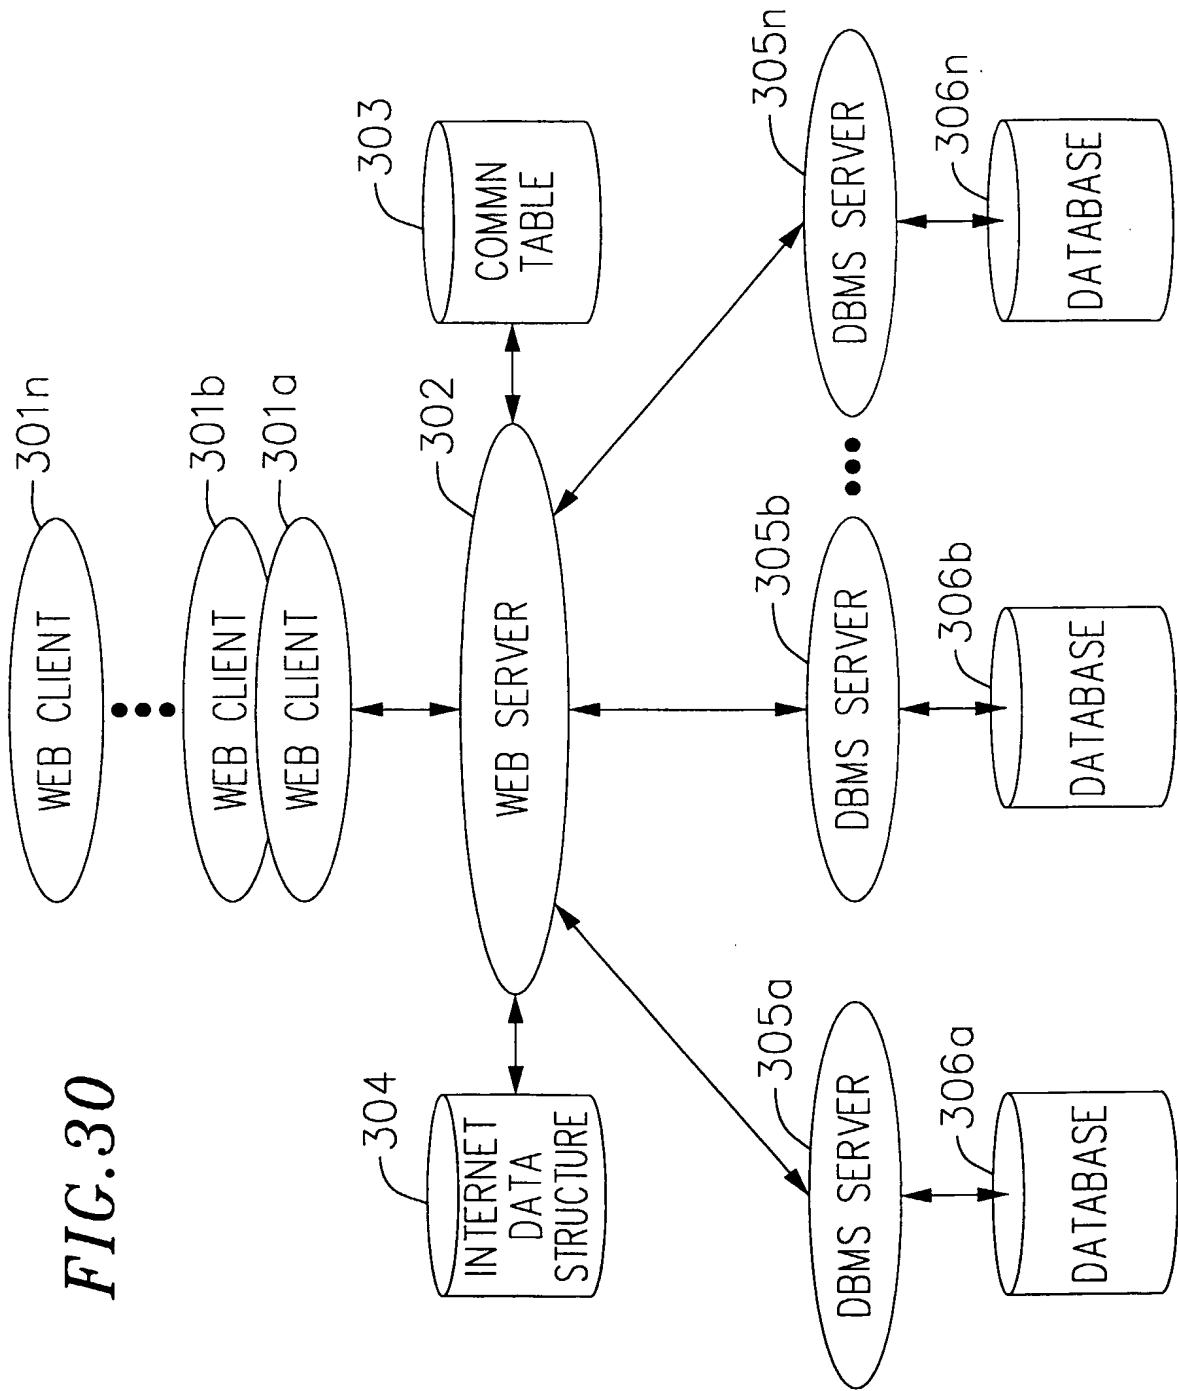 FIG.30
WEB CLIENT
301n
WEB CLIENT
301b
WEB CLIENT
301a
INTERNET
DATA
STRUCTURE
304
WEB SERVER
302
COMMN
TABLE
303
DBMS SERVER
305a
DBMS SERVER
305b
DBMS SERVER
305n
DATABASE
306a
DATABASE
306b
DATABASE
306n